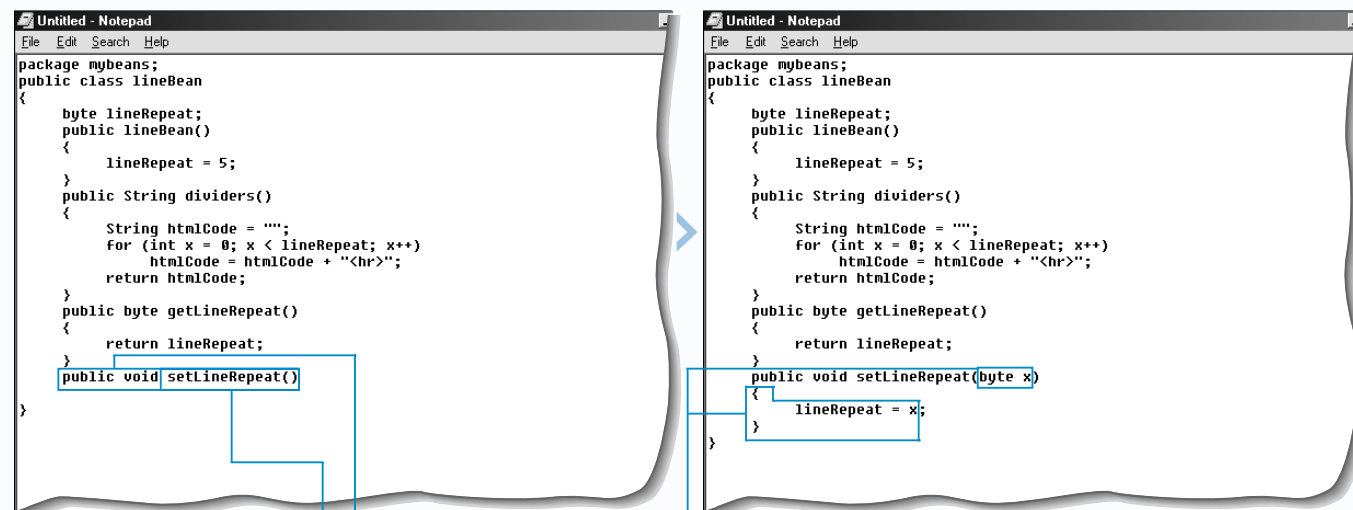 Untitled - Notepad
File Edit Search Help
package mybeans;
public class lineBean
{
byte lineRepeat;
public lineBean()
{
lineRepeat = 5;
}
public String dividers()
{
String htmlCode = "";
for (int x = 0; x < lineRepeat; x++)
htmlCode = htmlCode + "<hr>";
return htmlCode;
}
public byte getLineRepeat()
{
return lineRepeat;
}
public void setLineRepeat()
}
Untitled - Notepad
File Edit Search Help
package mybeans;
public class lineBean
{
byte lineRepeat;
public lineBean()
{
lineRepeat = 5;
}
public String dividers()
{
String htmlCode = "";
for (int x = 0; x < lineRepeat; x++)
htmlCode = htmlCode + "<hr>";
return htmlCode;
}
public byte getLineRepeat()
{
return lineRepeat;
}
public void setLineRepeat(byte x)
{
lineRepeat = x;
}
}